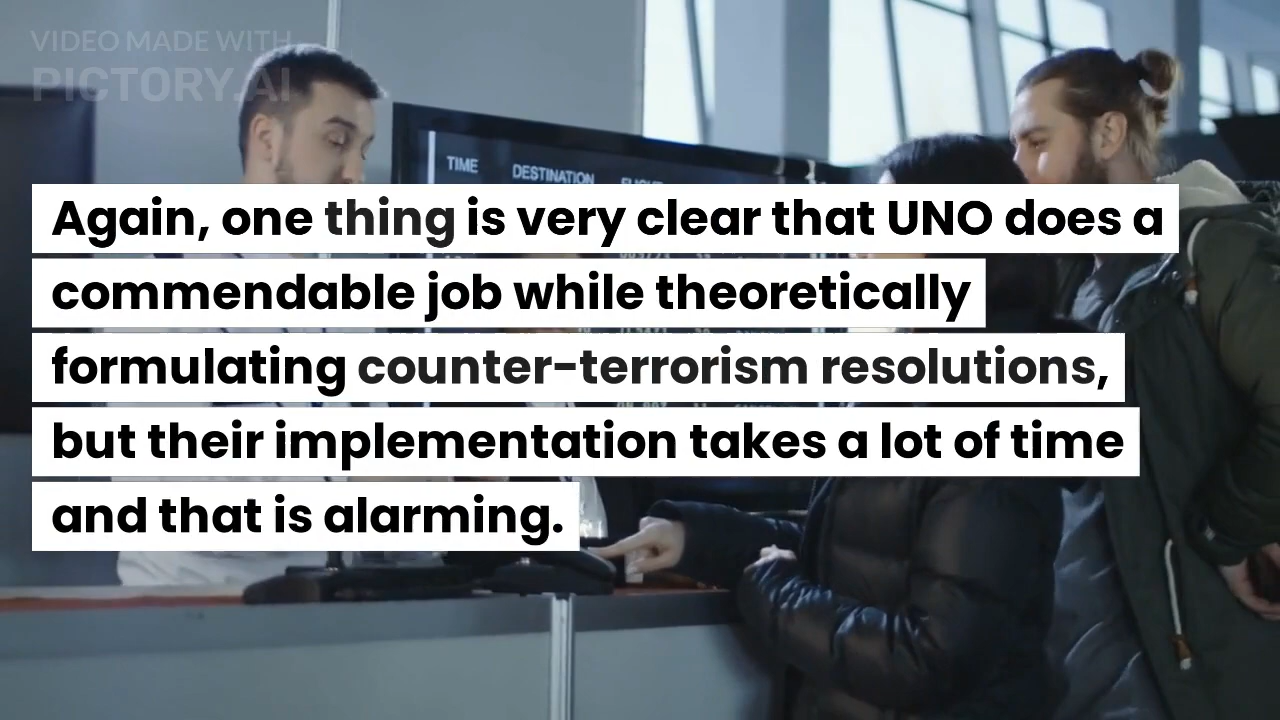 VIDEO MADE WITH
PICTORY.AI
TIME DESTINATION
Again, one thing is very clear that UNO does a
commendable job while theoretically
formulating counter-terrorism resolutions,
but their implementation takes a lot of time
and that is alarming.